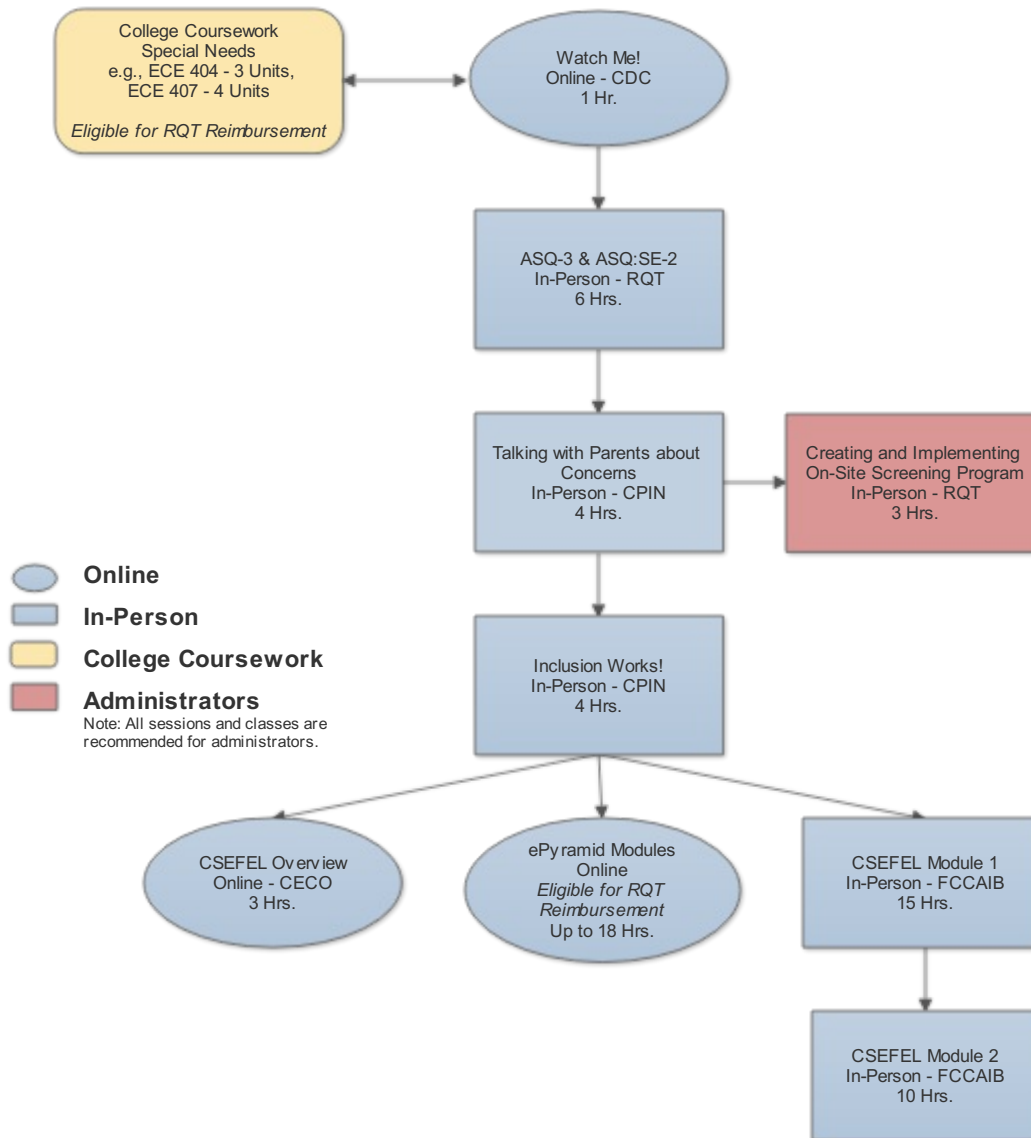 College Coursework
Special Needs
e.g., ECE 404 - 3 Units,
ECE 407 - 4 Units
Eligible for RQT Reimbursement
Watch Me!
Online - CDC
1 Hr.
ASQ-3 & ASQ:SE-2
In-Person - RQT
6 Hrs.
Talking with Parents about
Concerns
In-Person - CPIN
4 Hrs.
Creating and Implementing
On-Site Screening Program
In-Person - RQT
3 Hrs.
Online
In-Person
College Coursework
Administrators
Note: All sessions and classes are
recommended for administrators.
Inclusion Works!
In-Person - CPIN
4 Hrs.
CSEFEL Overview
Online - CECO
3 Hrs.
ePyramid Modules
Online
Eligible for RQT
Reimbursement
Up to 18 Hrs.
CSEFEL Module 1
In-Person - FCCAIB
15 Hrs.
CSEFEL Module 2
In-Person - FCCAIB
10 Hrs.